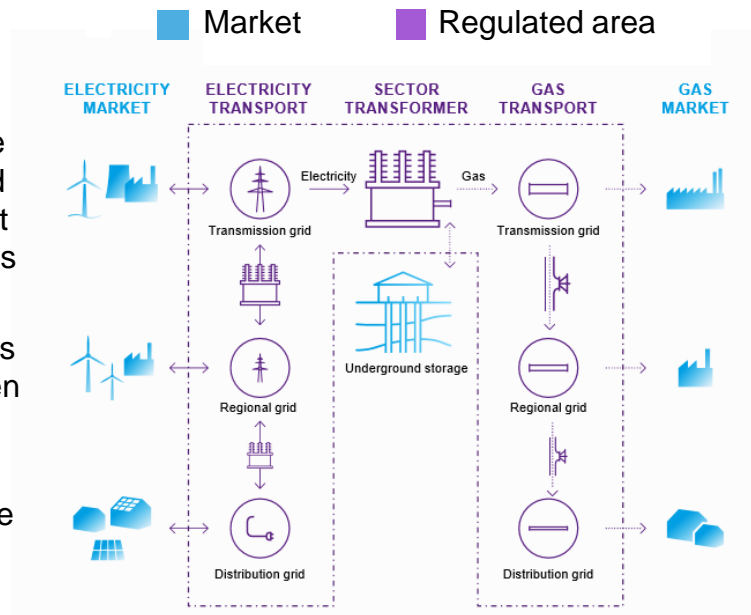 Market
Regulated area
ELECTRICITY
MARKET
ELECTRICITY
TRANSPORT
SECTOR
TRANSFORMER
GAS
TRANSPORT
GAS
MARKET
Electricity
Gas
Transmission grid
Transmission grid
Underground storage
Regional grid
Regional grid
Distribution grid
Distribution grid